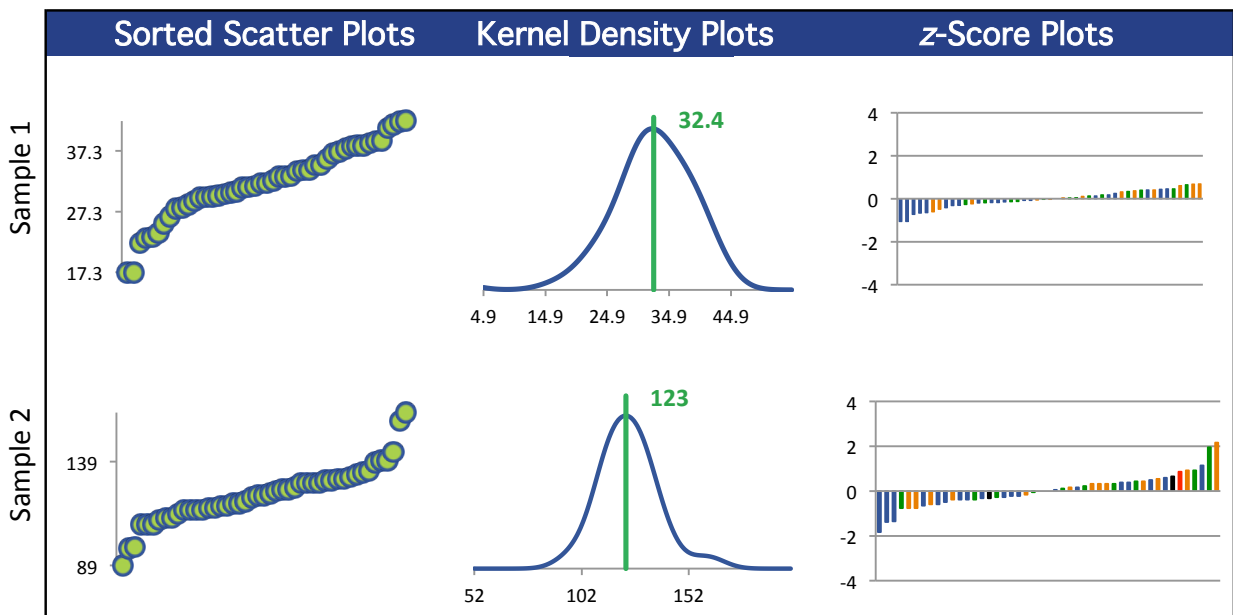 Sorted Scatter Plots
Kernel Density Plots
z-Score Plots
Sample 1
37.3
27.3
17.3
32.4
4.9 14.9 24.9 34.9 44.9
4
2
0
-2
-4
Sample 2
139
89
123
52 102 152
4
2
0
-2
-4